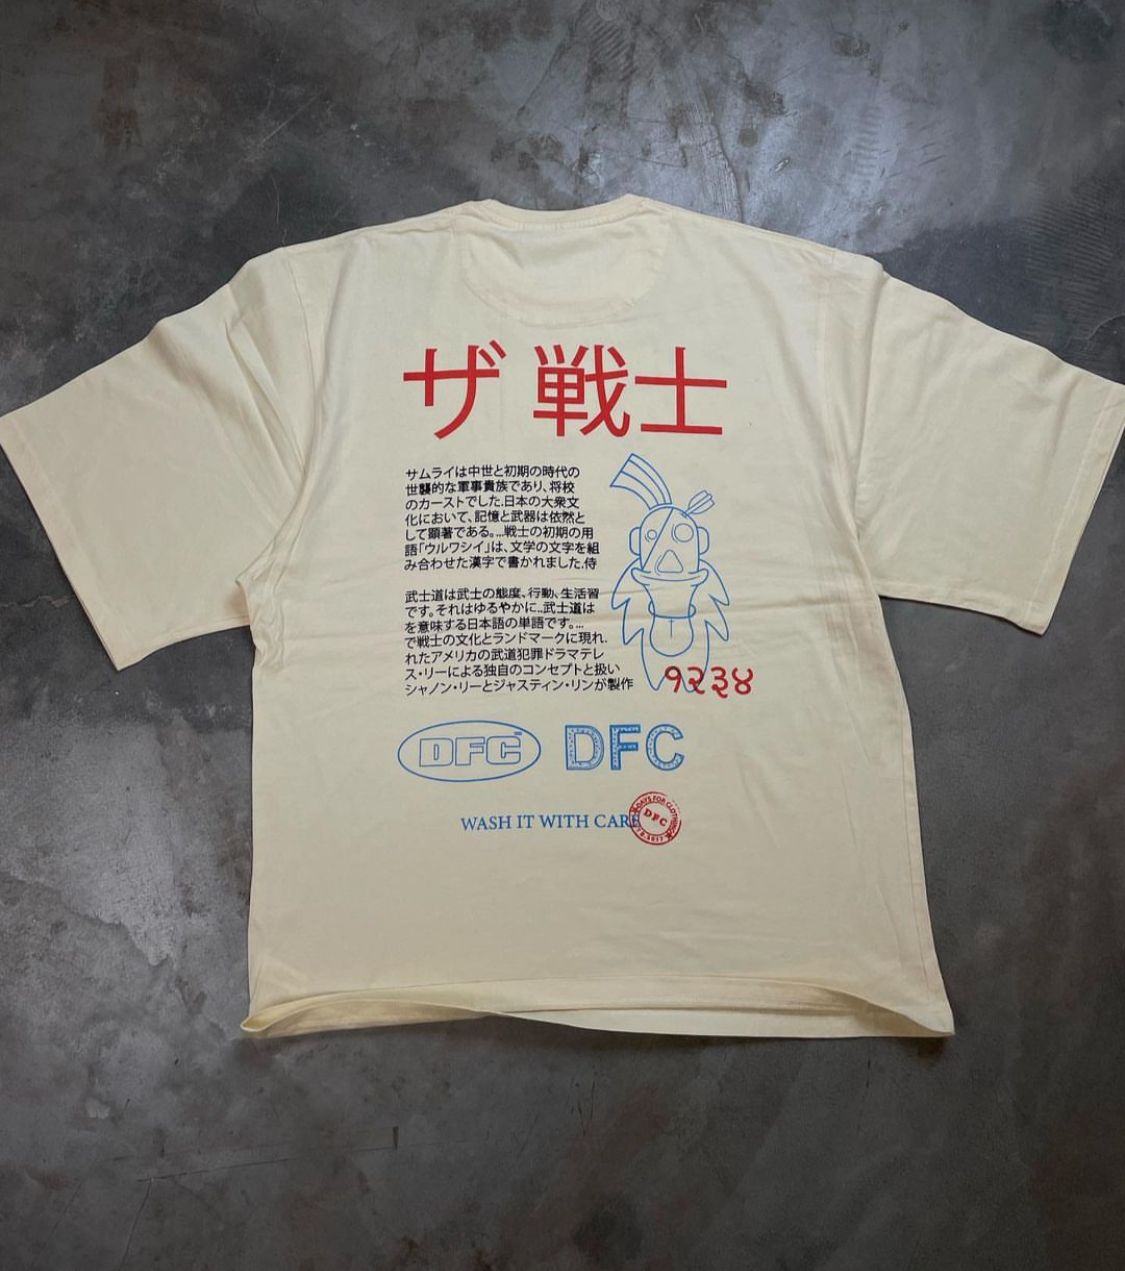 ザ 戦士
サムライは中世と初期の時代の
世襲的な軍事貴族であり、将校
のカーストでした.日本の大衆文
化において、記憶と武器は依然と
して顕著である。...戦士の初期の用
語「ウルワシイ」は、文学の文字を組
み合わせた漢字で書かれました.侍
武士道は武士の態度、行動、生活習
です。それはゆるやかに..武士道は
を意味する日本語の単語です。...
で戦士の文化とランドマークに現れ.
れたアメリカの武道犯罪ドラマテレ
ス・リーによる独自のコンセプトと扱い
シャノン・リーとジャスティン・リンが製作
१२३४
DFC
DFC
WASH IT WITH CARE
DAYS FOR CLOTHING
DFC